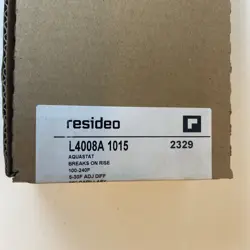 resideo
L4008A 1015 2329
AQUASTAT
BREAKS ON RISE
100-240F
5-30F ADJ DIFF